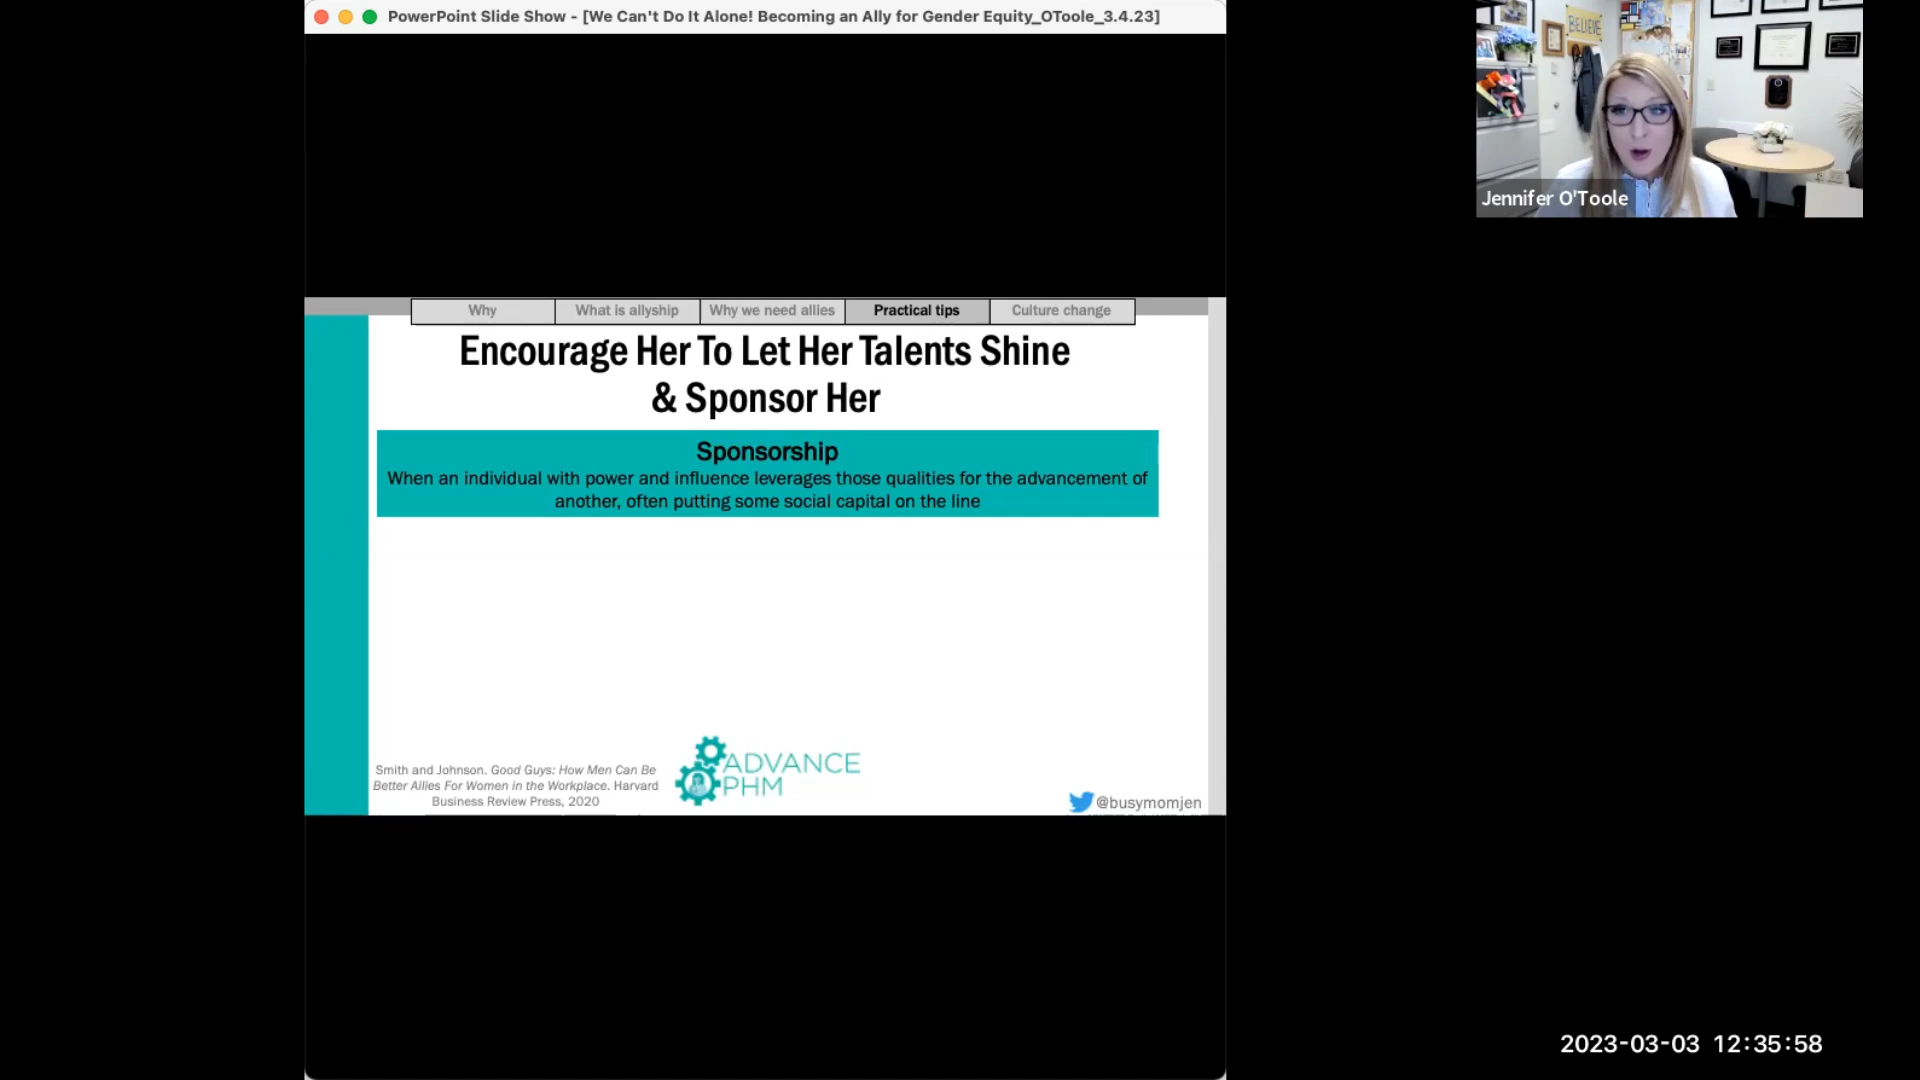 PowerPoint Slide Show - [We Can't Do It Alone! Becoming an Ally for Gender Equity_OToole_3.4.23]
BELIEVE
Jennifer O'Toole
Why
What is allyship
Why we need allies
Practical tips
Culture change
Encourage Her To Let Her Talents Shine
& Sponsor Her
Sponsorship
When an individual with power and influence leverages those qualities for the advancement of
another, often putting some social capital on the line
Smith and Johnson. Good Guys: How Men Can Be
Better Allies For Women in the Workplace. Harvard
Business Review Press, 2020
ADVANCE
PHM
@busymomjen
2023-03-03 12:35:58